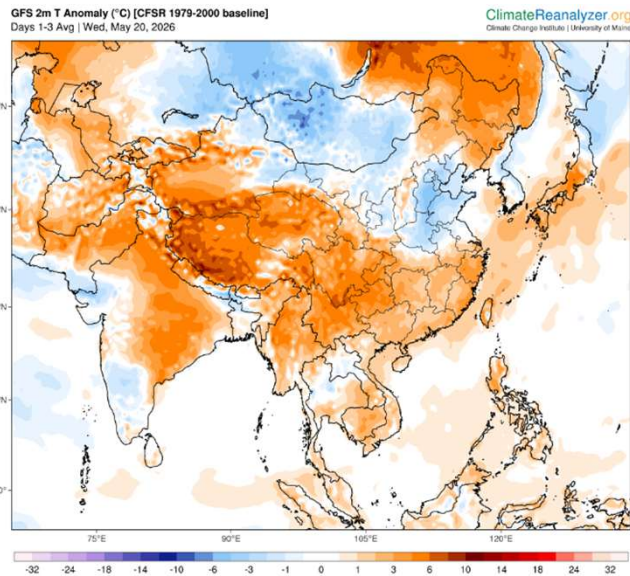 GFS 2m T Anomaly (°C) [CFSR 1979-2000 baseline]
ClimateReanalyzer.org
Days 1-3 Avg | Wed, May 20, 2026
Climate Change Institute | University of Maine
N
N
N
N
0°
75°E
90°E
105°E
120°E
-32 -24 -18 -14 -10 -6 -3 -1 0 1 3 6 10 14 18 24 32